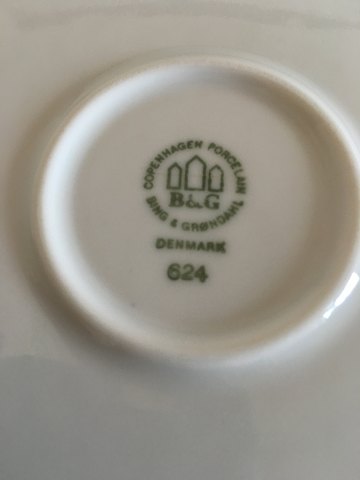 COPENHAGEN PORCELAIN
B&G
BING & GRØNDAHL
DENMARK
624